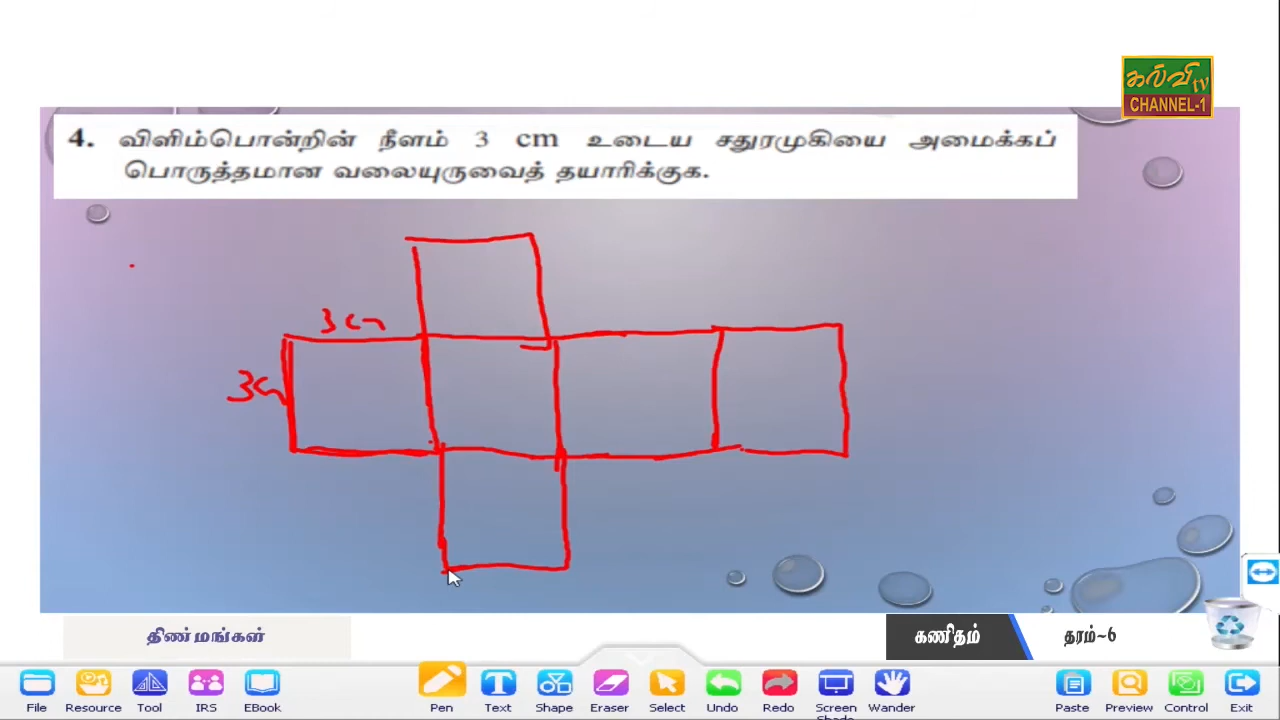 கல்வி TV
CHANNEL-1
4. விளிம்பொன்றின் நீளம் 3 cm உடைய சதுரமுகியை அமைக்கப்
பொருத்தமான வலையுருவைத் தயாரிக்குக.
3cm
3cm
திண்மங்கள்
கணிதம்
தரம்-6
File Resource Tool IRS EBook Pen Text Shape Eraser Select Undo Redo Screen Shade Wander Paste Preview Control Exit